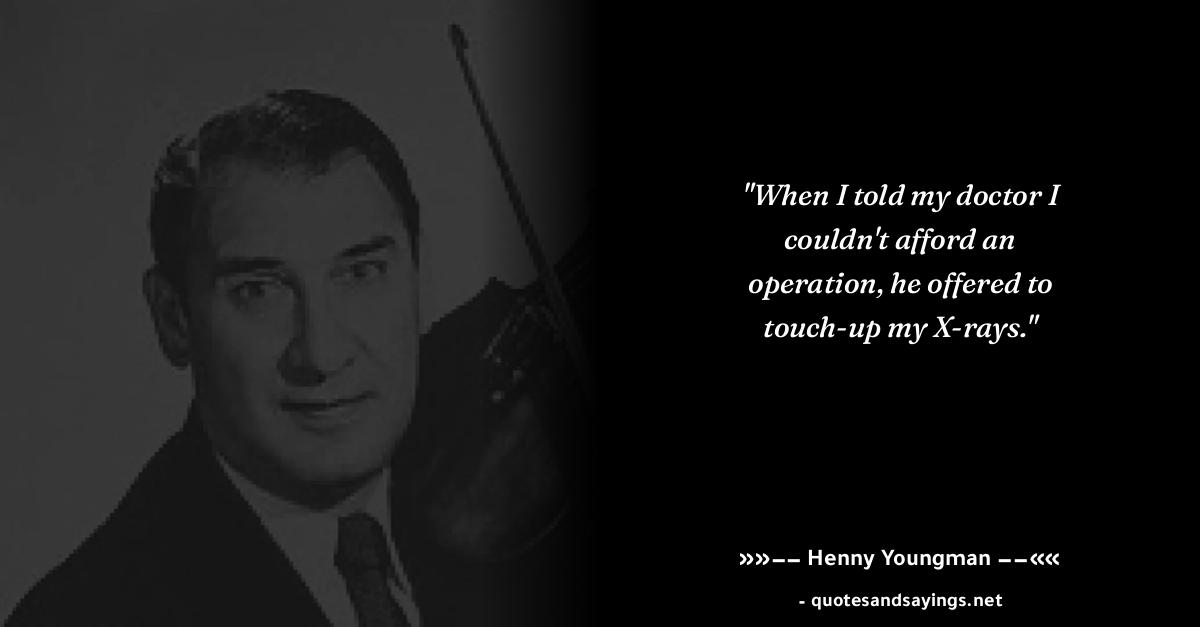 "When I told my doctor I
couldn't afford an
operation, he offered to
touch-up my X-rays."
»»−− Henny Youngman −−««
- quotesandsayings.net